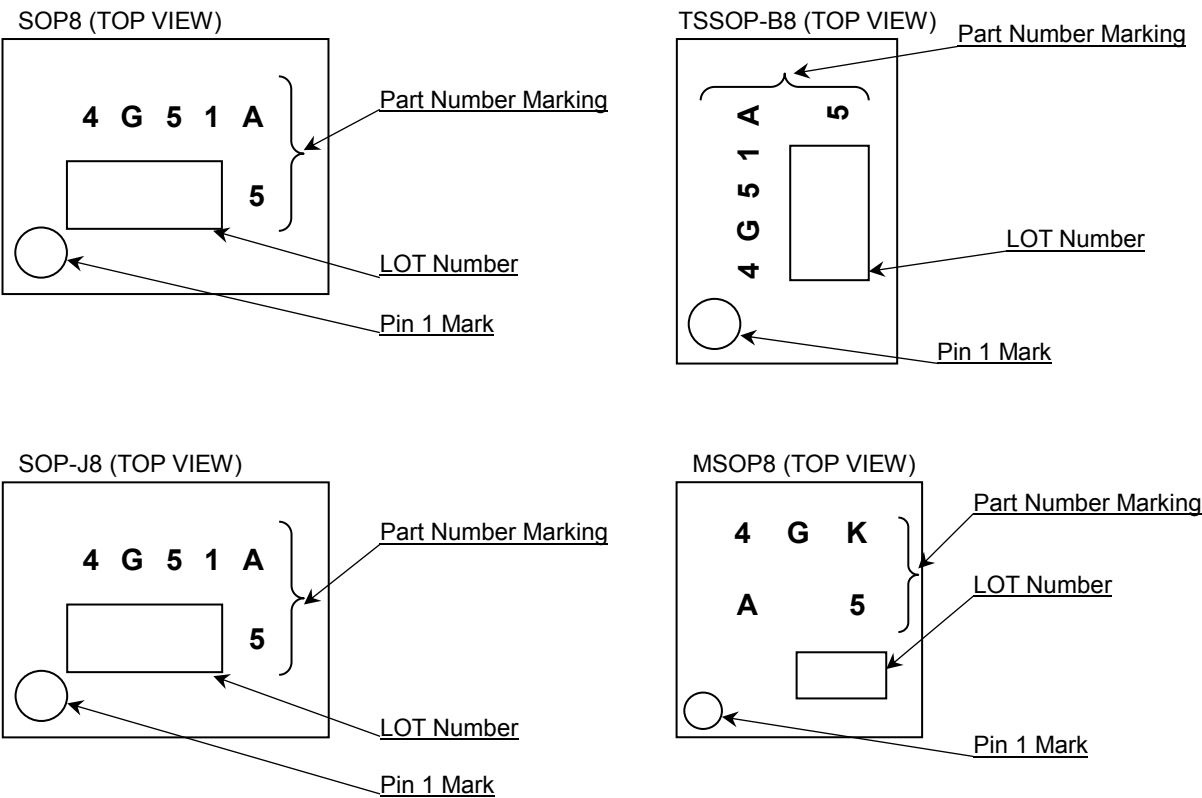 SOP8 (TOP VIEW)
4 G 5 1 A
5
Part Number Marking
LOT Number
Pin 1 Mark
TSSOP-B8 (TOP VIEW)
Part Number Marking
4 G 5 1 A
5
LOT Number
Pin 1 Mark
SOP-J8 (TOP VIEW)
4 G 5 1 A
5
Part Number Marking
LOT Number
Pin 1 Mark
MSOP8 (TOP VIEW)
4 G K
A 5
Part Number Marking
LOT Number
Pin 1 Mark